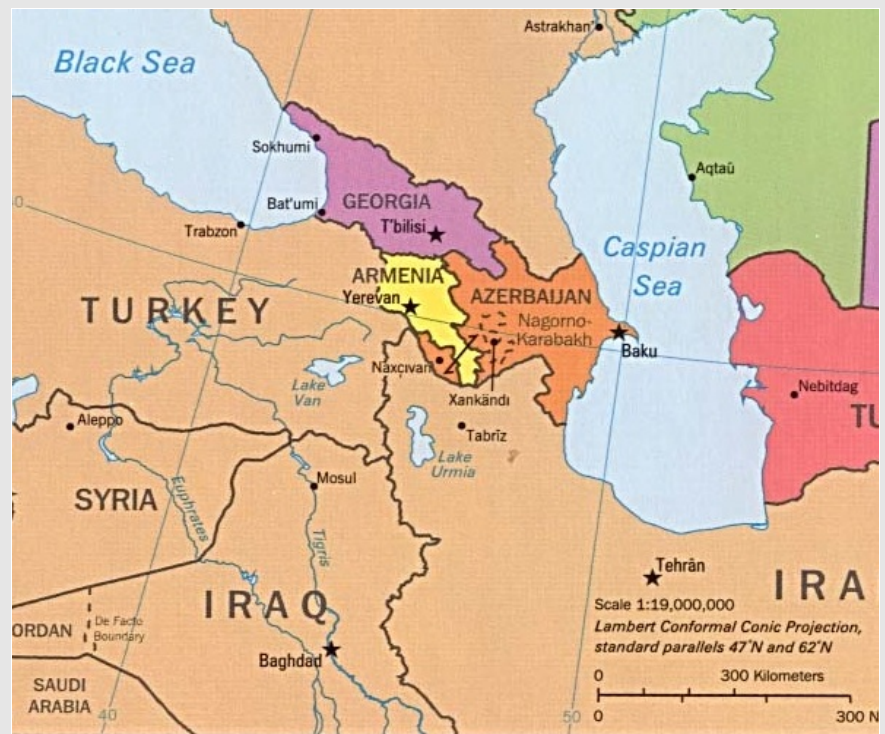 Astrakhan'
Black Sea
Sokhumi
Aqtaū
GEORGIA
Bat'umi
T'bilisi
Trabzon
Caspian
Sea
ARMENIA
AZERBAIJAN
Yerevan
TURKEY
Nagorno-
Karabakh
Baku
Naxçıvan
Lake
Van
Nebitdag
Xankändı
TU
Aleppo
Tabrīz
Lake
Urmia
Mosul
SYRIA
Euphrates
Tigris
Tehrān
IRA
Scale 1:19,000,000
IRAQ
Lambert Conformal Conic Projection,
standard parallels 47°N and 62°N
ORDAN
De Facto
Boundary
Baghdad
0 300 Kilometers
SAUDI
ARABIA
40
50
0 300 N